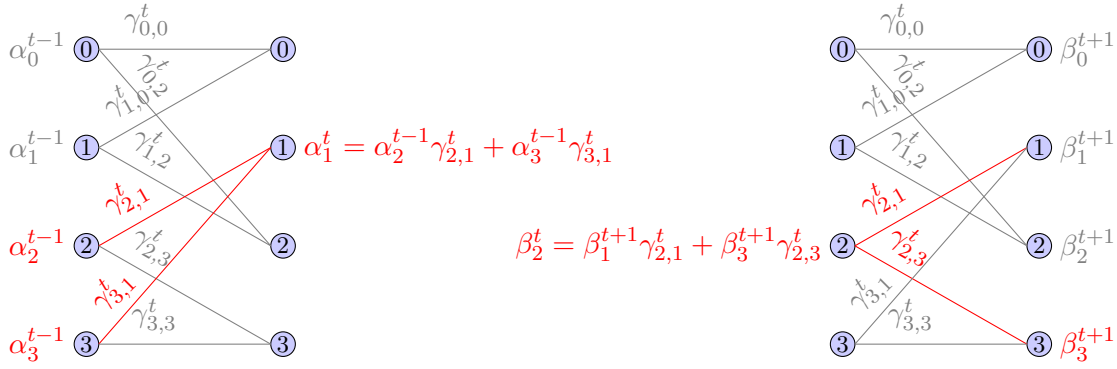 γ^t_{0,0}
α^{t-1}_0 0 0
γ^t_{0,2}
γ^t_{1,0}
α^{t-1}_1 1 1 α^t_1 = α^{t-1}_2 γ^t_{2,1} + α^{t-1}_3 γ^t_{3,1}
γ^t_{1,2}
γ^t_{2,1}
α^{t-1}_2 2 2
γ^t_{2,3}
γ^t_{3,1}
α^{t-1}_3 3 3
γ^t_{3,3}
γ^t_{0,0}
0 0 β^{t+1}_0
γ^t_{0,2}
γ^t_{1,0}
1 1 β^{t+1}_1
γ^t_{1,2}
γ^t_{2,1}
β^t_2 = β^{t+1}_1 γ^t_{2,1} + β^{t+1}_3 γ^t_{2,3} 2 2 β^{t+1}_2
γ^t_{2,3}
γ^t_{3,1}
γ^t_{3,3}
3 3 β^{t+1}_3